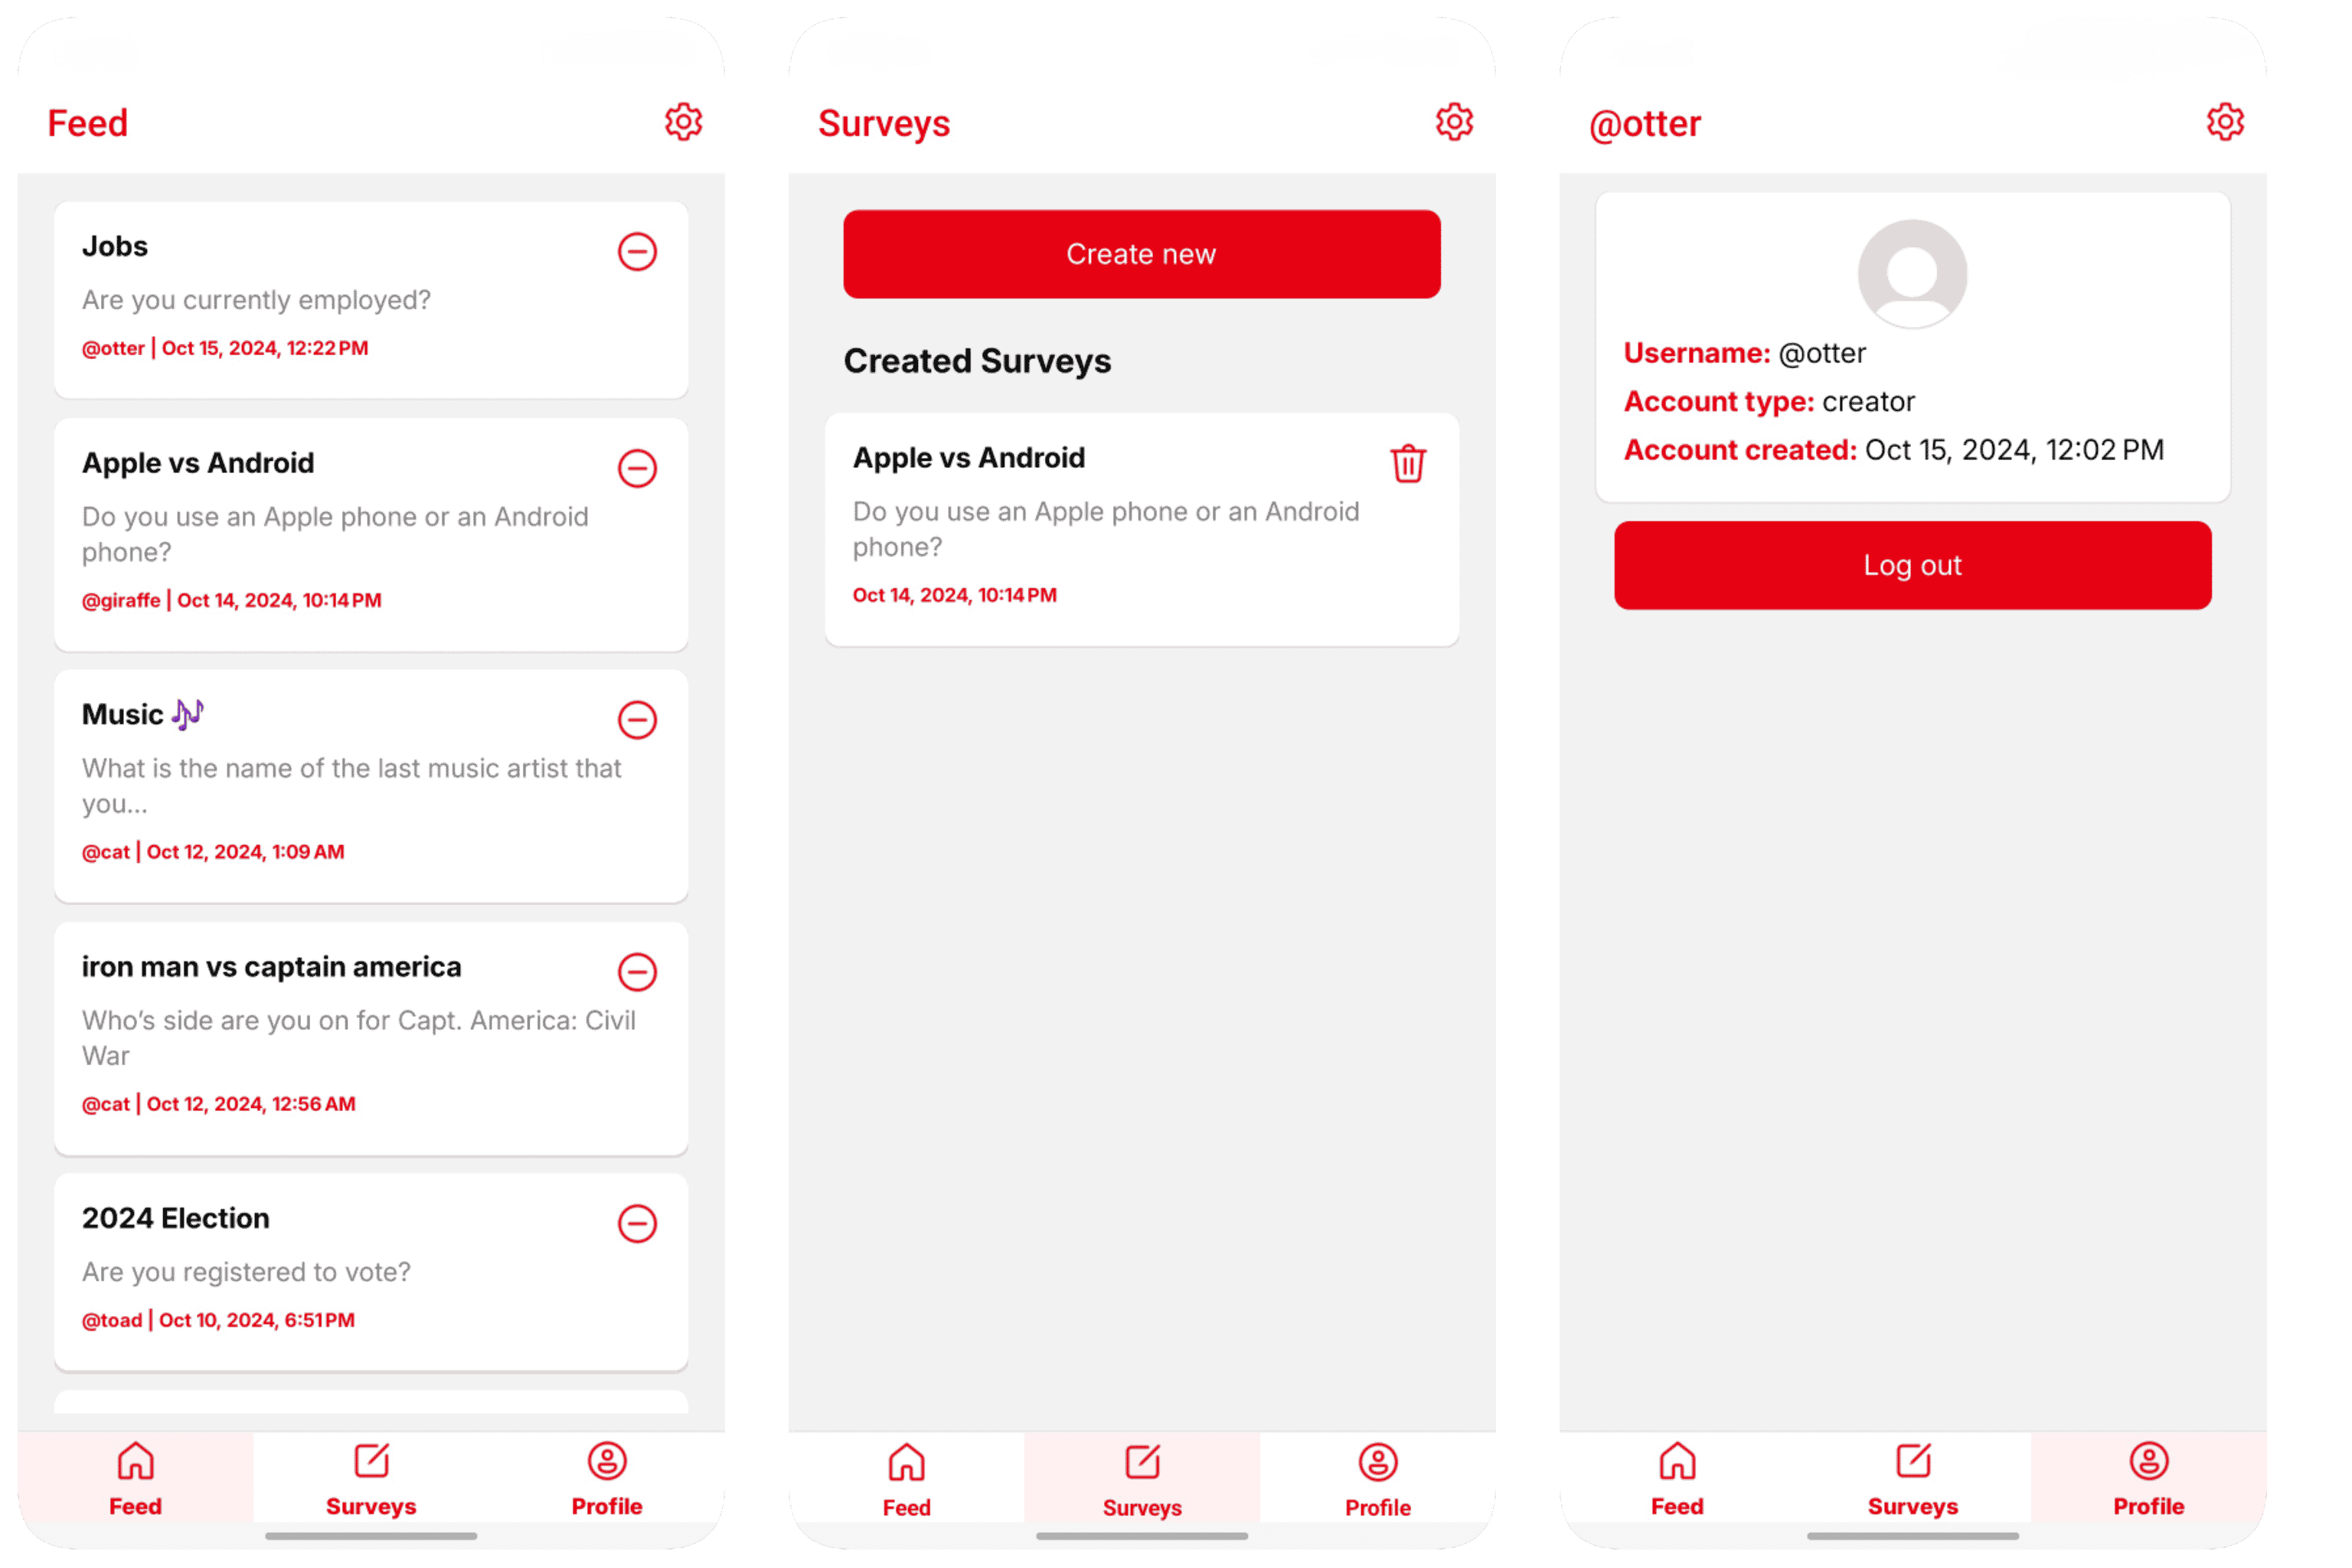 Feed
Jobs
Are you currently employed?
@otter | Oct 15, 2024, 12:22 PM
Apple vs Android
Do you use an Apple phone or an Android
phone?
@giraffe | Oct 14, 2024, 10:14 PM
Music 🎶
What is the name of the last music artist that
you...
@cat | Oct 12, 2024, 1:09 AM
iron man vs captain america
Who's side are you on for Capt. America: Civil
War
@cat | Oct 12, 2024, 12:56 AM
2024 Election
Are you registered to vote?
@toad | Oct 10, 2024, 6:51 PM
Feed
Surveys
Profile
Surveys
Create new
Created Surveys
Apple vs Android
Do you use an Apple phone or an Android
phone?
Oct 14, 2024, 10:14 PM
Feed
Surveys
Profile
@otter
Username: @otter
Account type: creator
Account created: Oct 15, 2024, 12:02 PM
Log out
Feed
Surveys
Profile